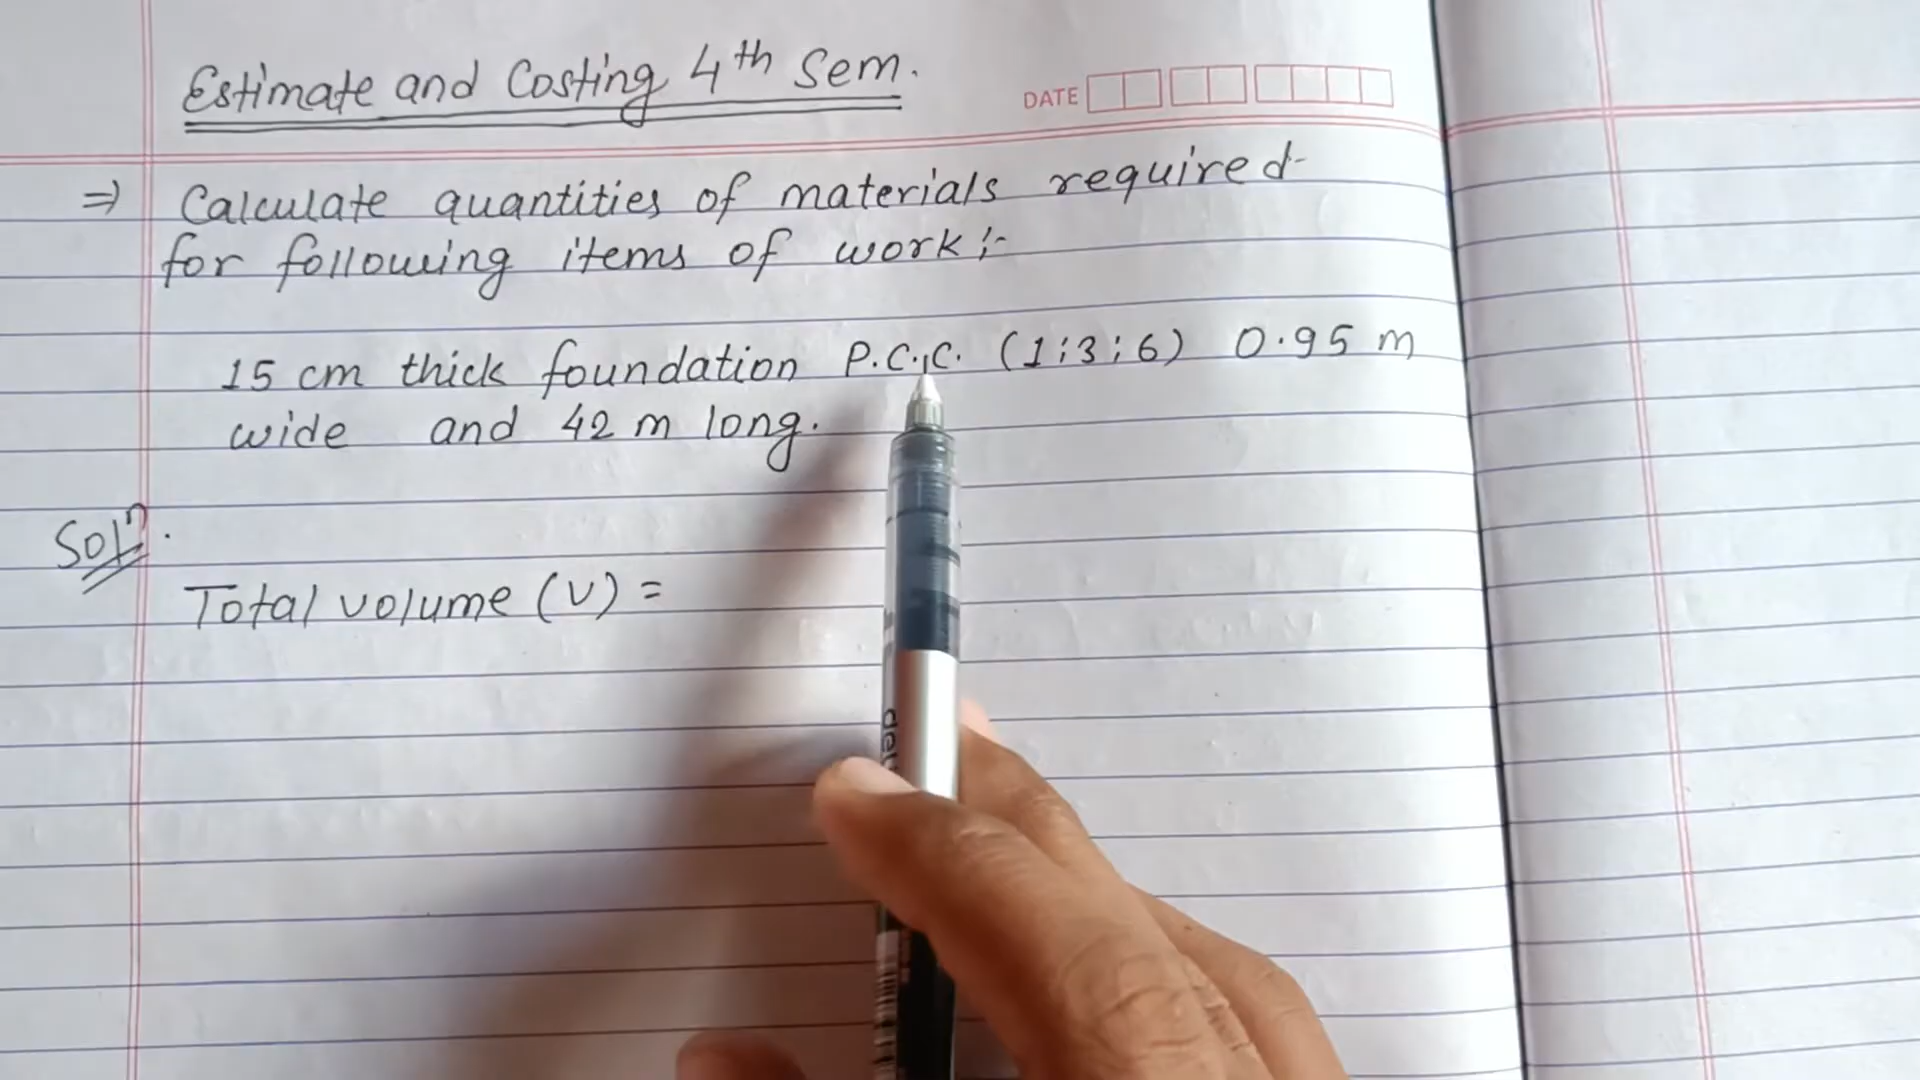 Estimate and Costing 4th Sem.
DATE
⇒ Calculate quantities of materials required
for following items of work :-
15 cm thick foundation P.C.C. (1:3:6) 0.95 m
wide and 42 m long.
Solⁿ.
Total volume (V) =